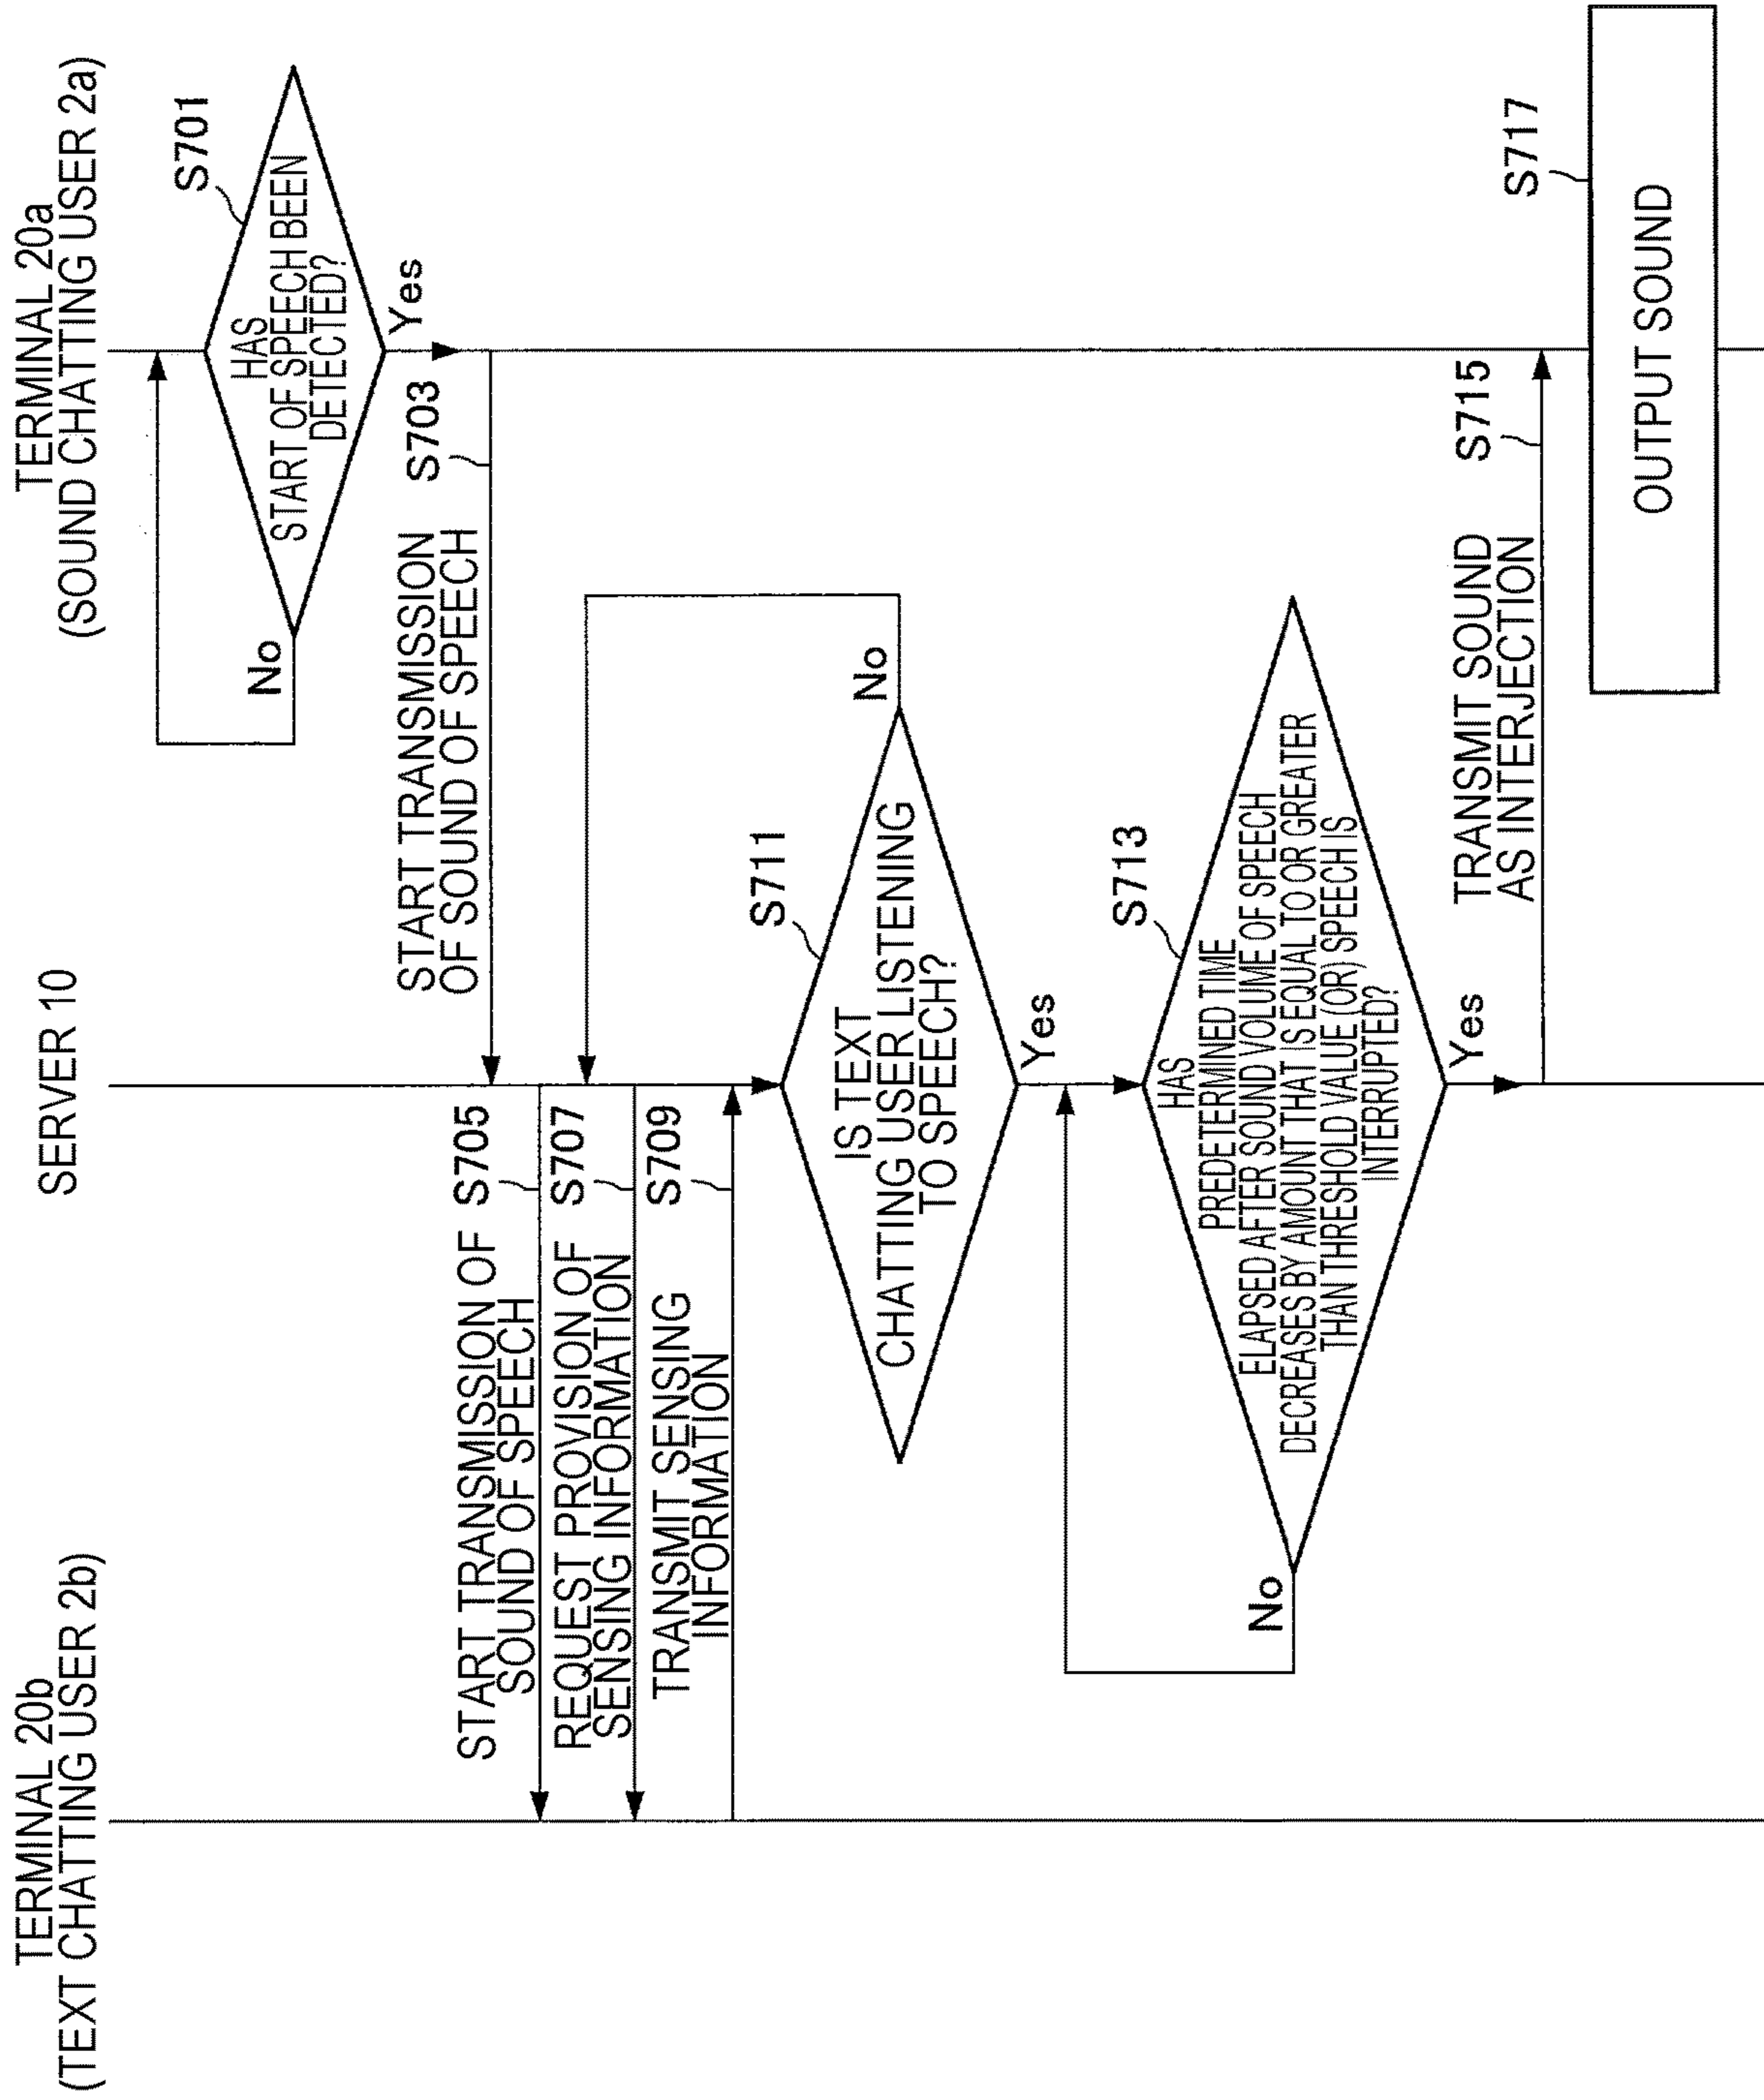 TERMINAL 20b
(TEXT CHATTING USER 2b)
SERVER 10
TERMINAL 20a
(SOUND CHATTING USER 2a)
S701
HAS
START OF SPEECH BEEN
DETECTED?
No
Yes
S703
START TRANSMISSION
OF SOUND OF SPEECH
START TRANSMISSION OF
SOUND OF SPEECH
S705
REQUEST PROVISION OF
SENSING INFORMATION
S707
TRANSMIT SENSING
INFORMATION
S709
S711
IS TEXT
CHATTING USER LISTENING
TO SPEECH?
No
Yes
S713
HAS
PREDETERMINED TIME
ELAPSED AFTER SOUND VOLUME OF SPEECH
DECREASES BY AMOUNT THAT IS EQUAL TO OR GREATER
THAN THRESHOLD VALUE (OR) SPEECH IS
INTERRUPTED?
No
Yes
TRANSMIT SOUND
AS INTERJECTION
S715
S717
OUTPUT SOUND